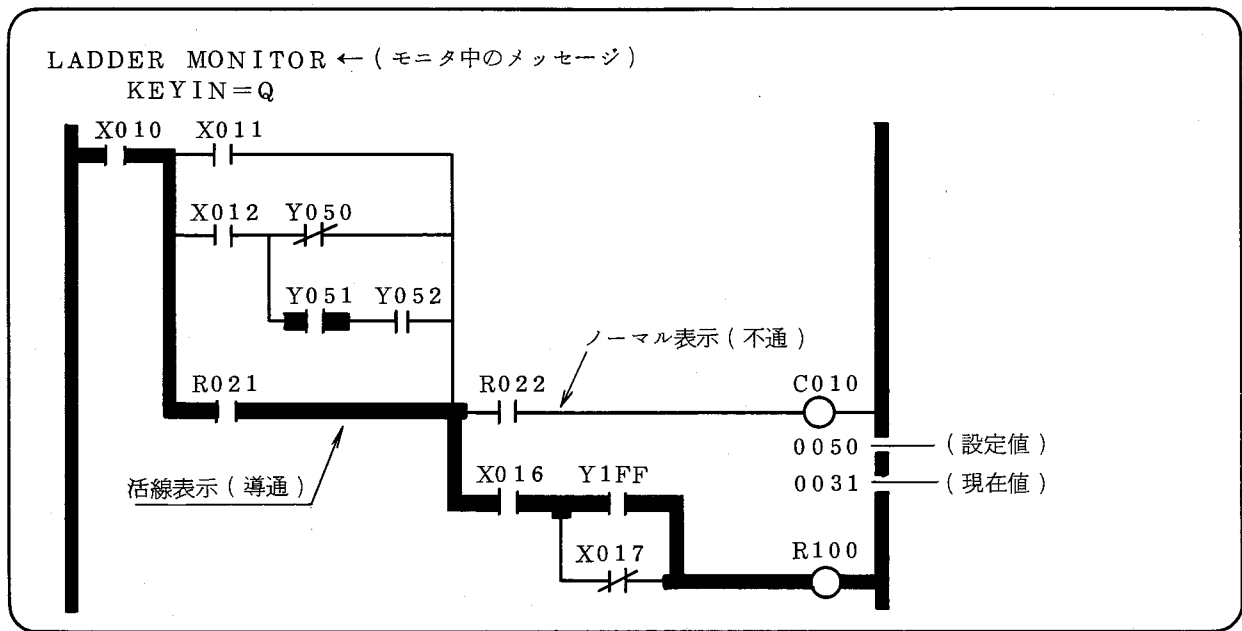 LADDER MONITOR ← (モニタ中のメッセージ)
KEYIN=Q
X010 X011
X012 Y050
Y051 Y052
ノーマル表示(不通)
R021 R022 C010
0050 (設定値)
活線表示(導通) X016 Y1FF 0031 (現在値)
X017 R100